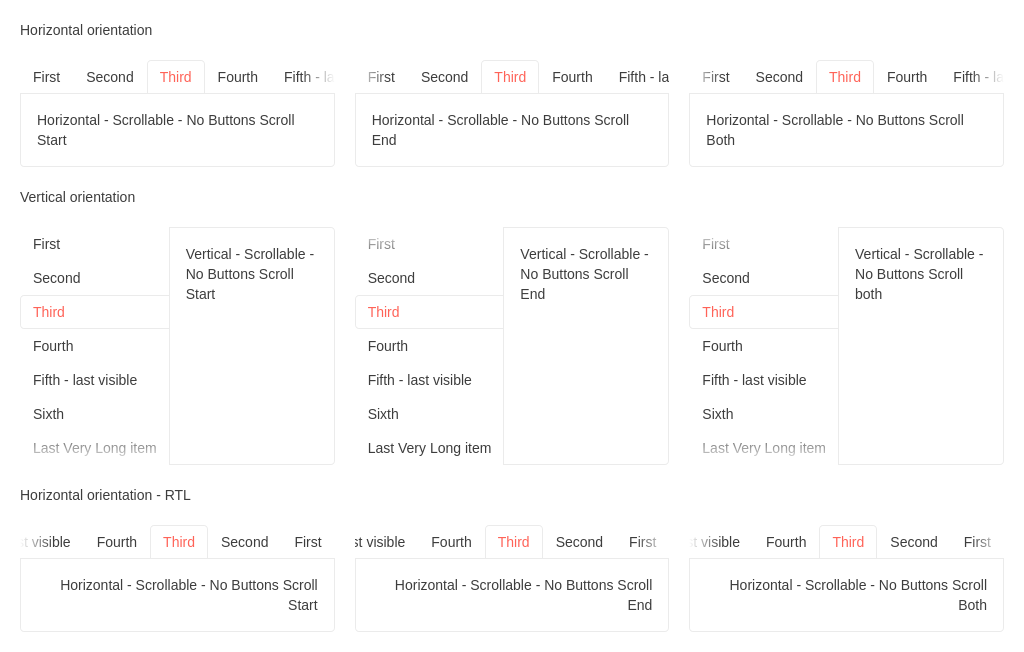 Horizontal orientation
First Second Third Fourth Fifth - la
First Second Third Fourth Fifth - la
First Second Third Fourth Fifth - la
Horizontal - Scrollable - No Buttons Scroll
Start
Horizontal - Scrollable - No Buttons Scroll
End
Horizontal - Scrollable - No Buttons Scroll
Both
Vertical orientation
First
Second
Third
Fourth
Fifth - last visible
Sixth
Last Very Long item
Vertical - Scrollable -
No Buttons Scroll
Start
First
Second
Third
Fourth
Fifth - last visible
Sixth
Last Very Long item
Vertical - Scrollable -
No Buttons Scroll
End
First
Second
Third
Fourth
Fifth - last visible
Sixth
Last Very Long item
Vertical - Scrollable -
No Buttons Scroll
both
Horizontal orientation - RTL
st visible Fourth Third Second First
st visible Fourth Third Second First
st visible Fourth Third Second First
Horizontal - Scrollable - No Buttons Scroll
Start
Horizontal - Scrollable - No Buttons Scroll
End
Horizontal - Scrollable - No Buttons Scroll
Both